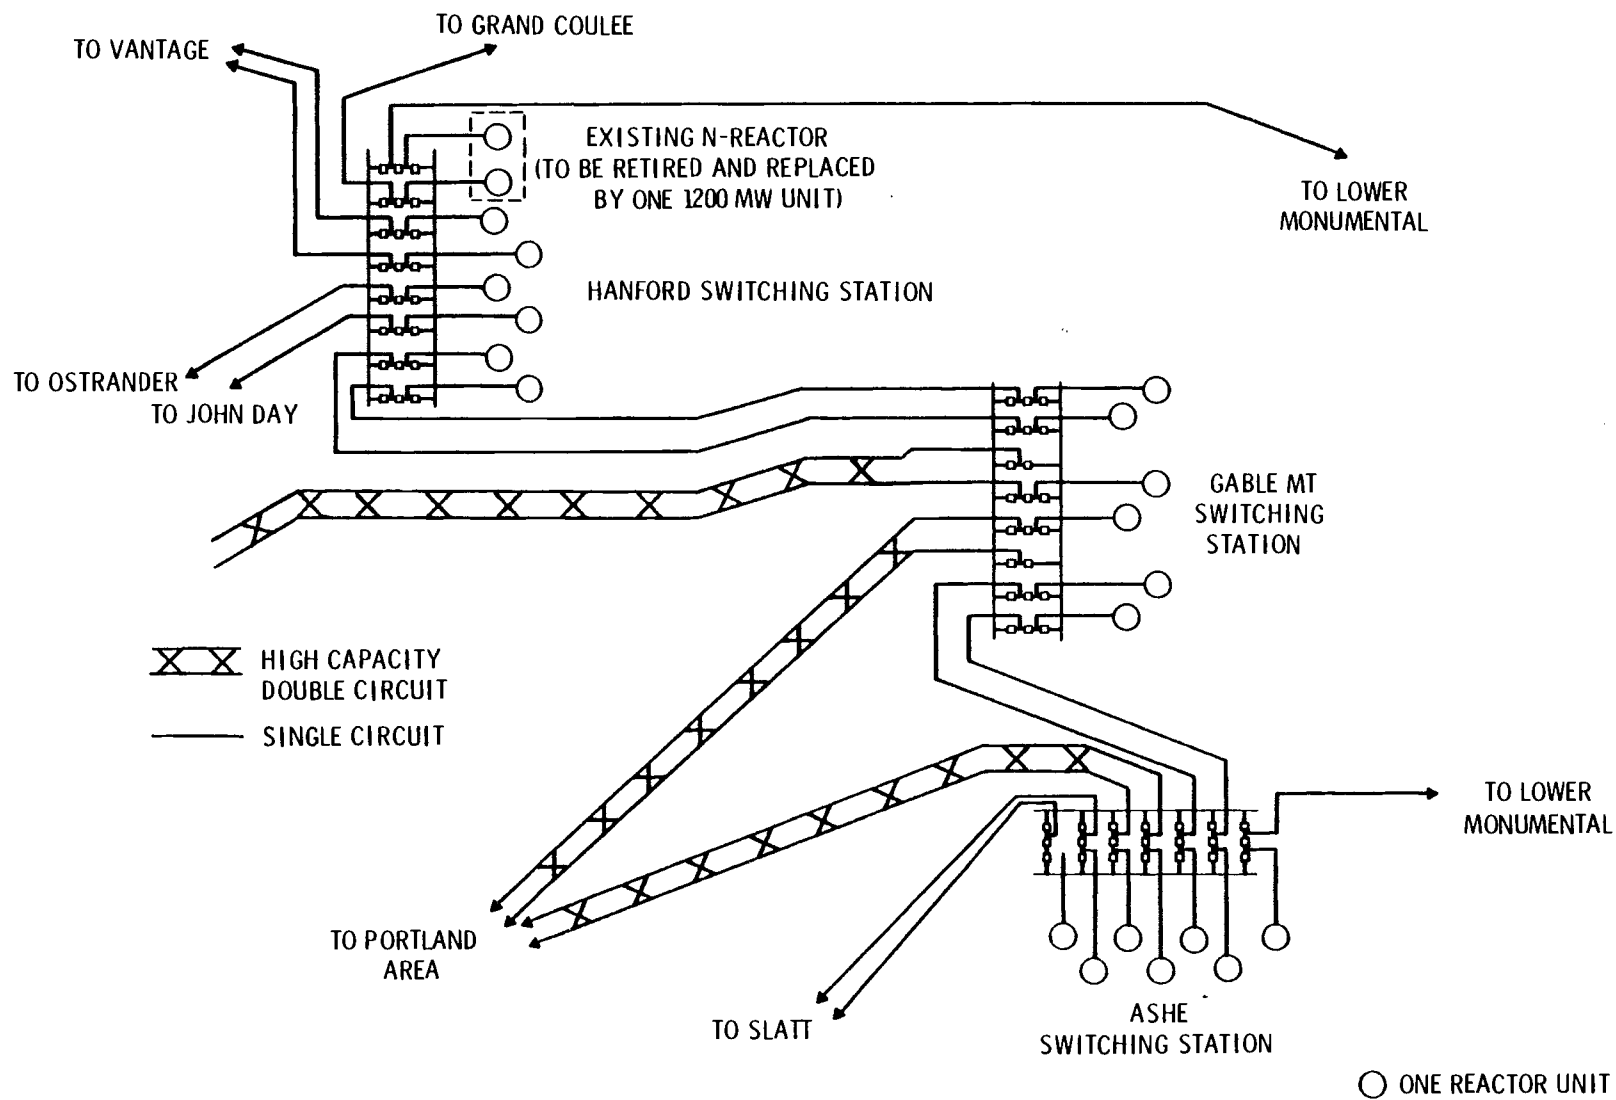 TO GRAND COULEE
TO VANTAGE
EXISTING N-REACTOR
(TO BE RETIRED AND REPLACED
BY ONE 1200 MW UNIT)
TO LOWER
MONUMENTAL
HANFORD SWITCHING STATION
TO OSTRANDER
TO JOHN DAY
GABLE MT
SWITCHING
STATION
HIGH CAPACITY
DOUBLE CIRCUIT
SINGLE CIRCUIT
TO LOWER
MONUMENTAL
TO PORTLAND
AREA
TO SLATT
ASHE
SWITCHING STATION
ONE REACTOR UNIT